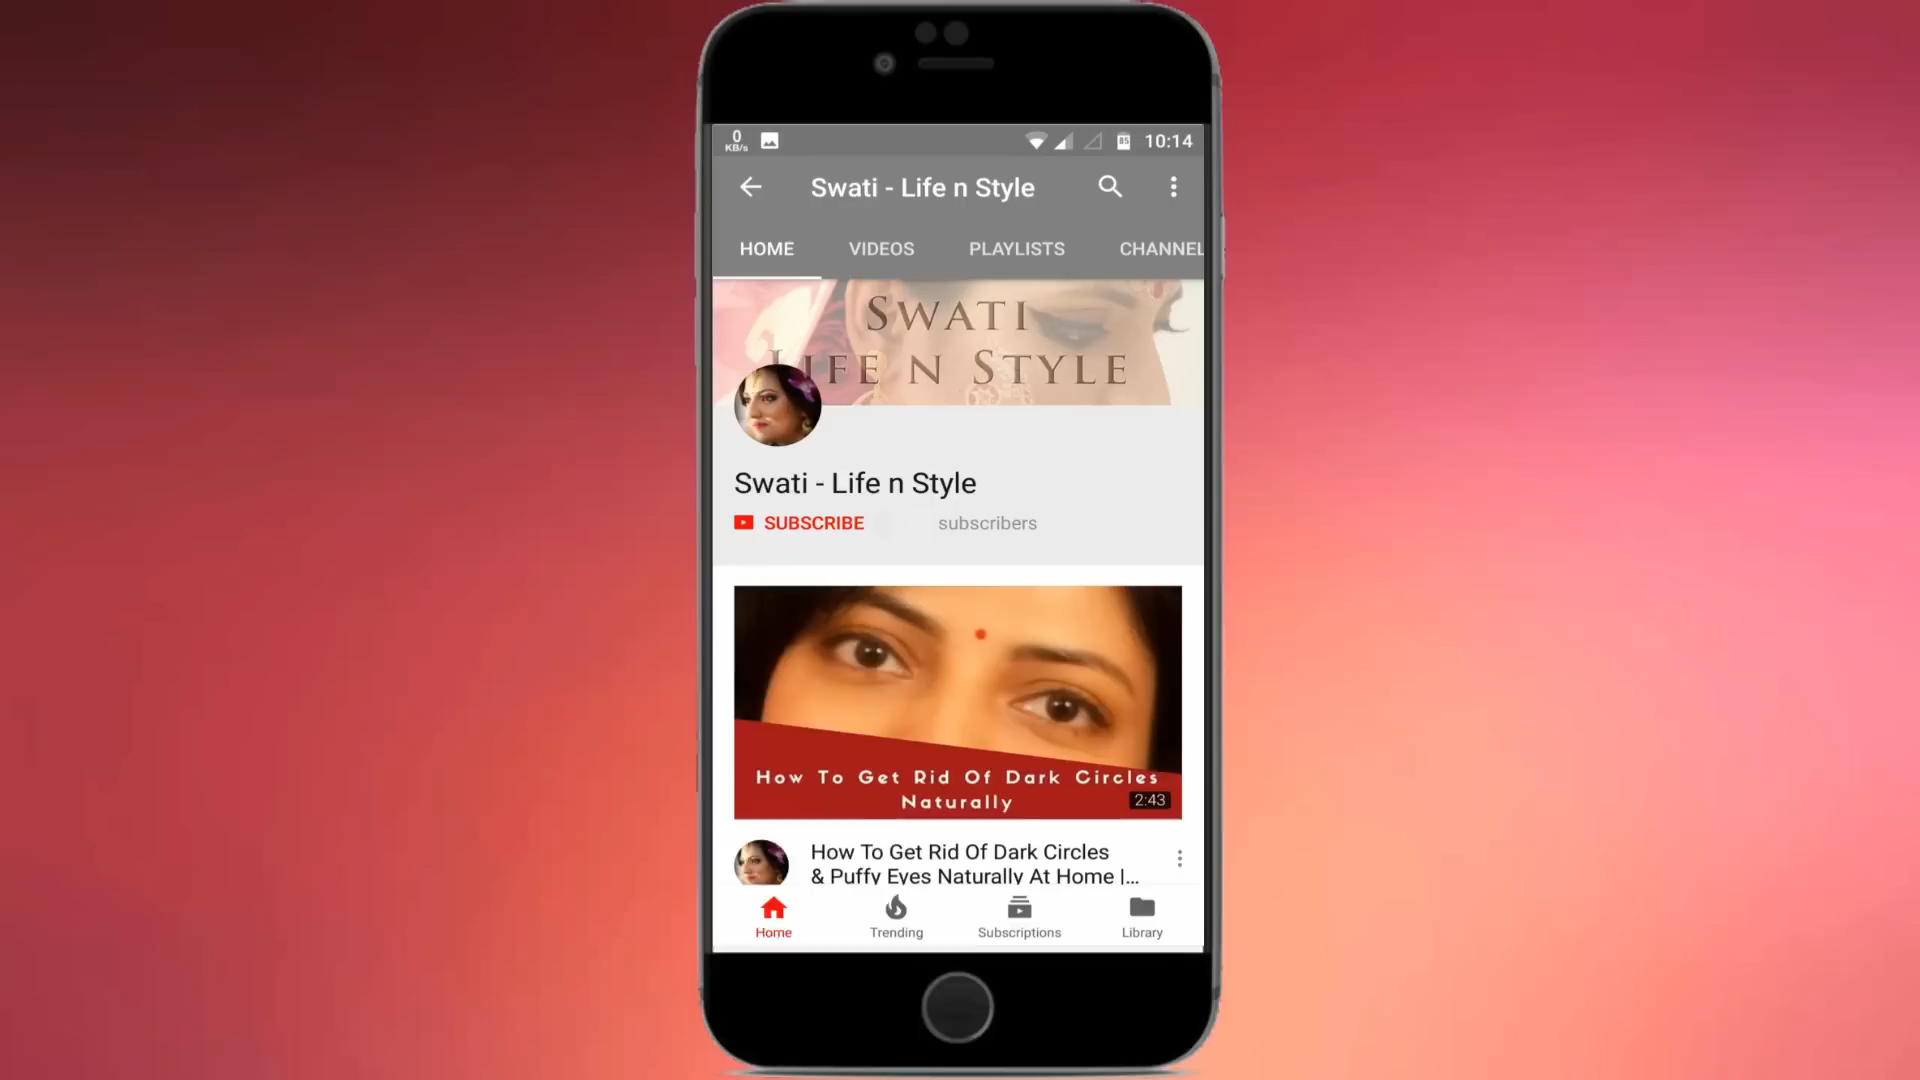 0
KB/s
85
10:14
Swati - Life n Style
HOME VIDEOS PLAYLISTS CHANNEL
SWATI
LIFE N STYLE
Swati - Life n Style
SUBSCRIBE subscribers
How To Get Rid Of Dark Circles
Naturally
2:43
How To Get Rid Of Dark Circles
& Puffy Eyes Naturally At Home |...
Home Trending Subscriptions Library